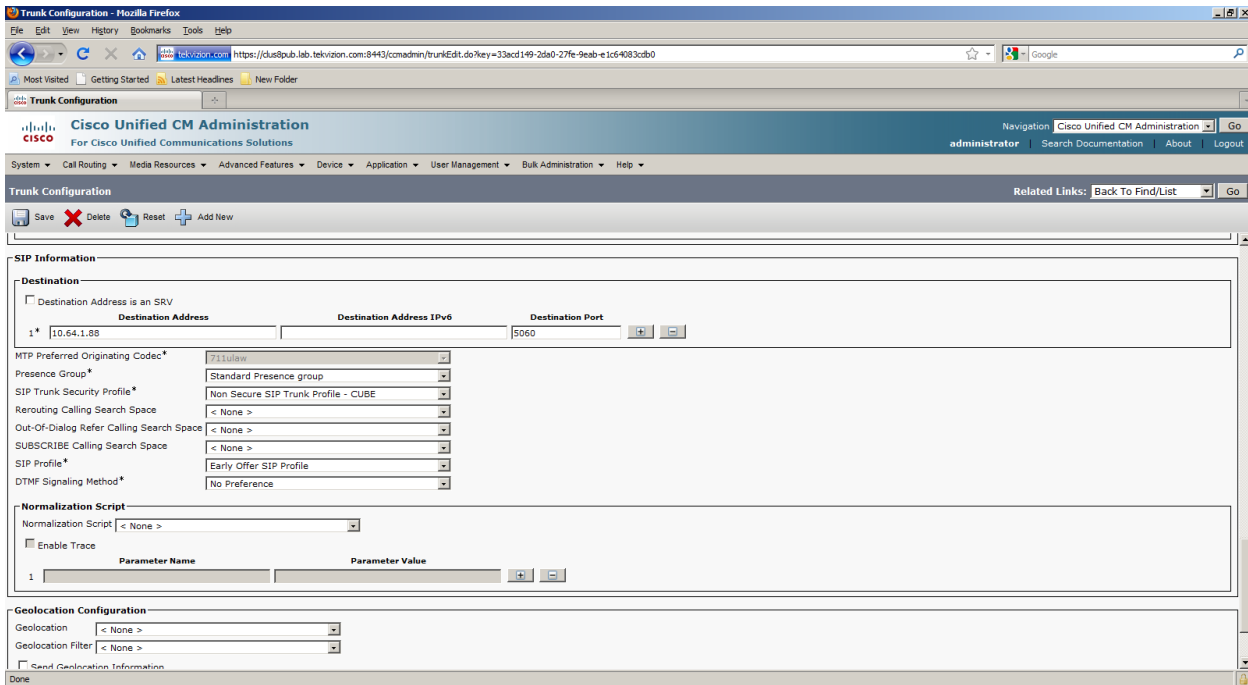 Trunk Configuration - Mozilla Firefox
File Edit View History Bookmarks Tools Help
tekvizion.com https://clus8pub.lab.tekvizion.com:8443/ccmadmin/trunkEdit.do?key=33acd149-2da0-27fe-9eab-e1c64083cdb0
Google
Most Visited Getting Started Latest Headlines New Folder
Trunk Configuration
cisco
Cisco Unified CM Administration
For Cisco Unified Communications Solutions
Navigation Cisco Unified CM Administration Go
administrator Search Documentation About Logout
System Call Routing Media Resources Advanced Features Device Application User Management Bulk Administration Help
Trunk Configuration
Related Links: Back To Find/List Go
Save Delete Reset Add New
SIP Information
Destination
Destination Address is an SRV
Destination Address Destination Address IPv6 Destination Port
1* 10.64.1.88 5060
MTP Preferred Originating Codec* 711ulaw
Presence Group* Standard Presence group
SIP Trunk Security Profile* Non Secure SIP Trunk Profile - CUBE
Rerouting Calling Search Space < None >
Out-Of-Dialog Refer Calling Search Space < None >
SUBSCRIBE Calling Search Space < None >
SIP Profile* Early Offer SIP Profile
DTMF Signaling Method* No Preference
Normalization Script
Normalization Script < None >
Enable Trace
Parameter Name Parameter Value
1
Geolocation Configuration
Geolocation < None >
Geolocation Filter < None >
Send Geolocation Information
Done